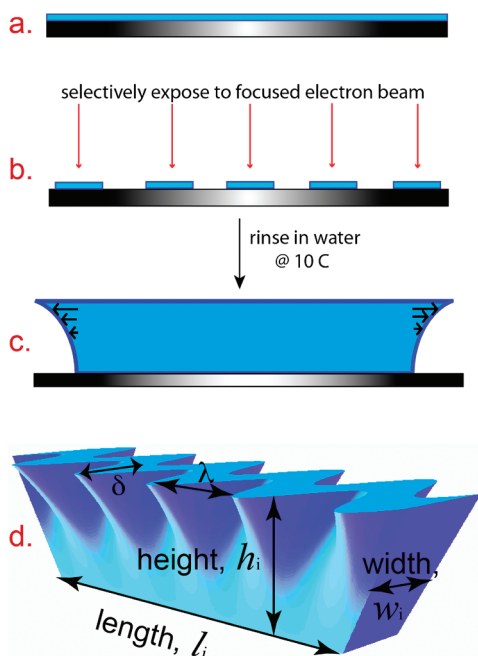 a.
selectively expose to focused electron beam
b.
rinse in water
@ 10 C
c.
d.
δ
λ
height, hi
width,
wi
length, li